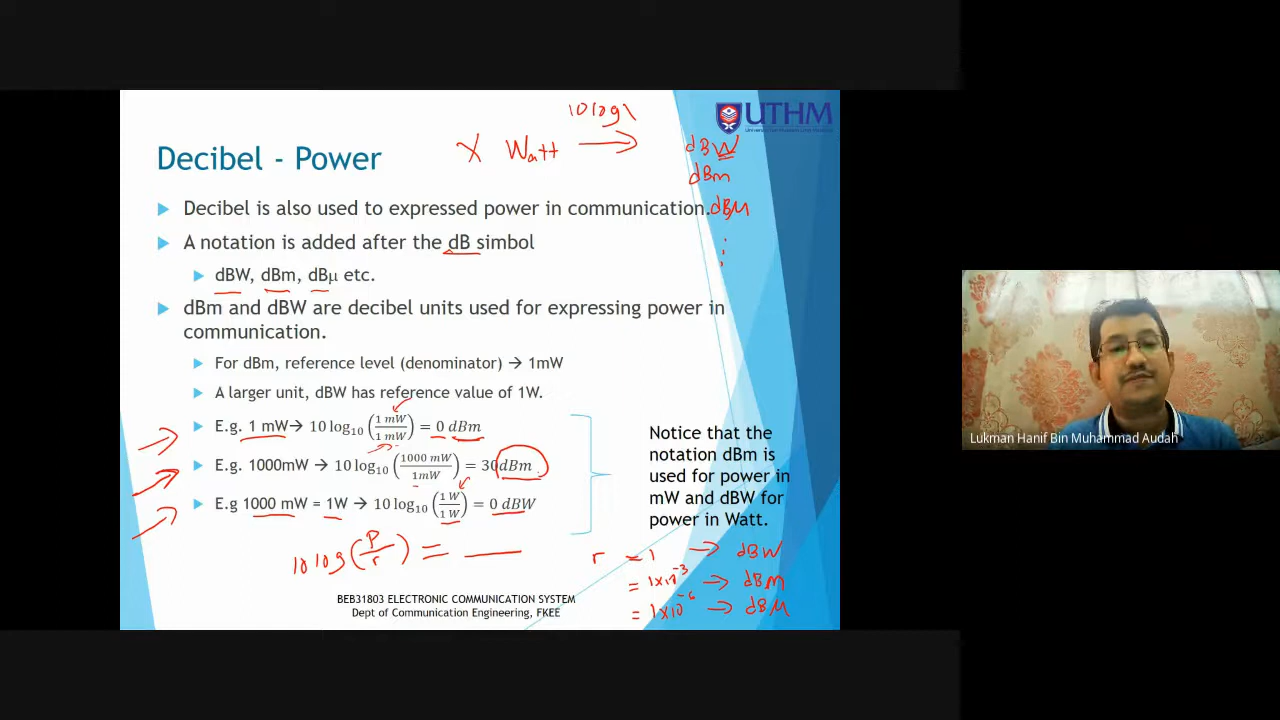 10 log
UTHM
X Watt → dBW
Decibel - Power
dBm
Decibel is also used to expressed power in communication.
dBµ
A notation is added after the dB simbol
⋮
dBW, dBm, dBµ etc.
dBm and dBW are decibel units used for expressing power in
communication.
For dBm, reference level (denominator) → 1mW
A larger unit, dBW has reference value of 1W.
E.g. 1 mW→ 10 log₁₀ (1 mW/1 mW) = 0 dBm
E.g. 1000mW → 10 log₁₀ (1000 mW/1mW) = 30dBm
E.g 1000 mW = 1W → 10 log₁₀ (1 W/1 W) = 0 dBW
Notice that the
notation dBm is
used for power in
mW and dBW for
power in Watt.
10 log (P/r) = __
r = 1 → dBW
= 1x10⁻³ → dBm
= 1x10⁻⁶ → dBµ
BEB31803 ELECTRONIC COMMUNICATION SYSTEM
Dept of Communication Engineering, FKEE
Lukman Hanif Bin Muhammad Audah